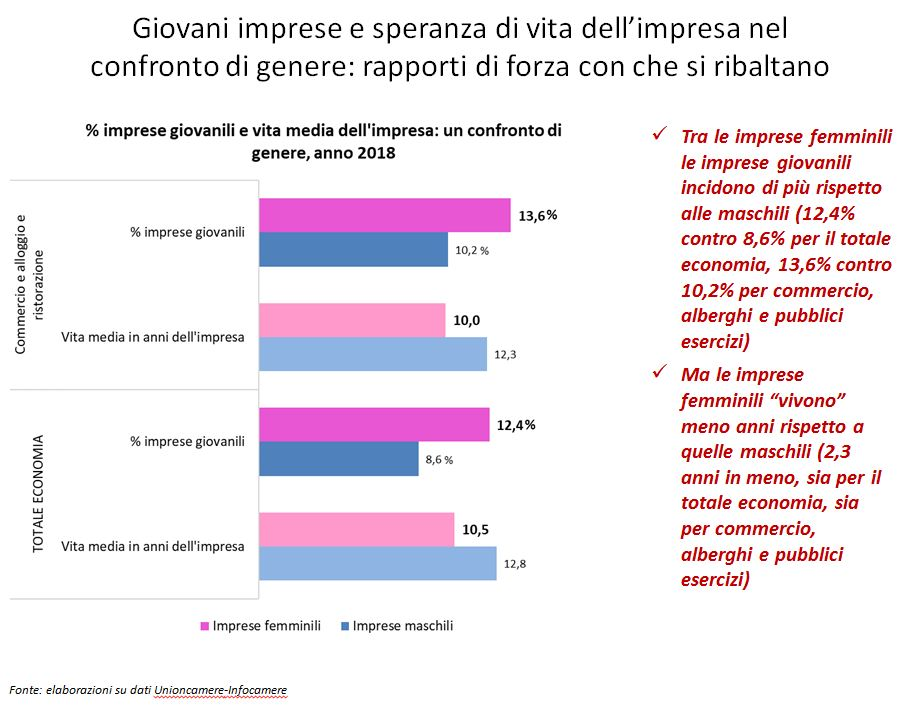 Giovani imprese e speranza di vita dell'impresa nel
confronto di genere: rapporti di forza con che si ribaltano
% imprese giovanili e vita media dell'impresa: un confronto di
genere, anno 2018
Commercio e alloggio e
ristorazione
% imprese giovanili
13,6%
10,2 %
Vita media in anni dell'impresa
10,0
12,3
TOTALE ECONOMIA
% imprese giovanili
12,4%
8,6 %
Vita media in anni dell'impresa
10,5
12,8
Imprese femminili
Imprese maschili
✓ Tra le imprese femminili
le imprese giovanili
incidono di più rispetto
alle maschili (12,4%
contro 8,6% per il totale
economia, 13,6% contro
10,2% per commercio,
alberghi e pubblici
esercizi)
✓ Ma le imprese
femminili “vivono”
meno anni rispetto a
quelle maschili (2,3
anni in meno, sia per il
totale economia, sia
per commercio,
alberghi e pubblici
esercizi)
Fonte: elaborazioni su dati Unioncamere-Infocamere